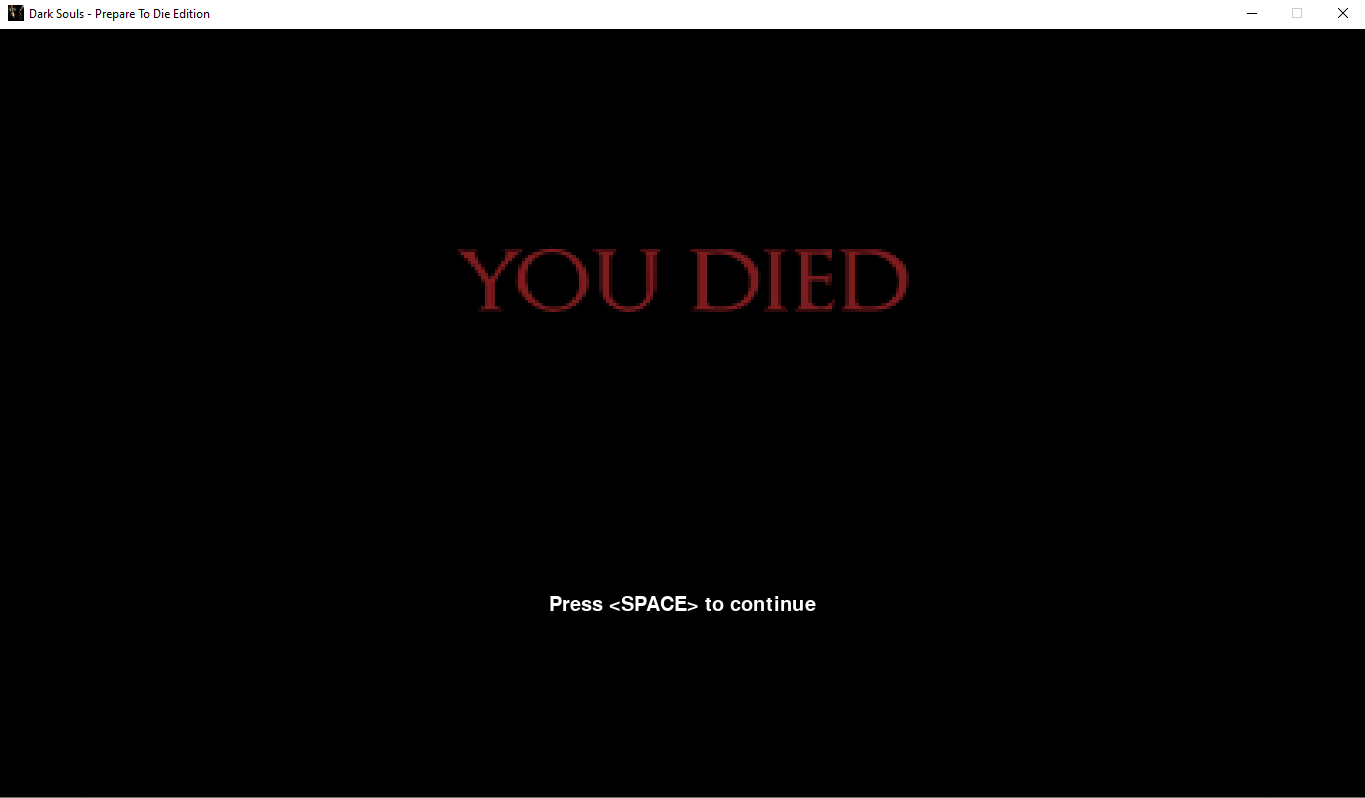 Dark Souls - Prepare To Die Edition
YOU DIED
Press <SPACE> to continue